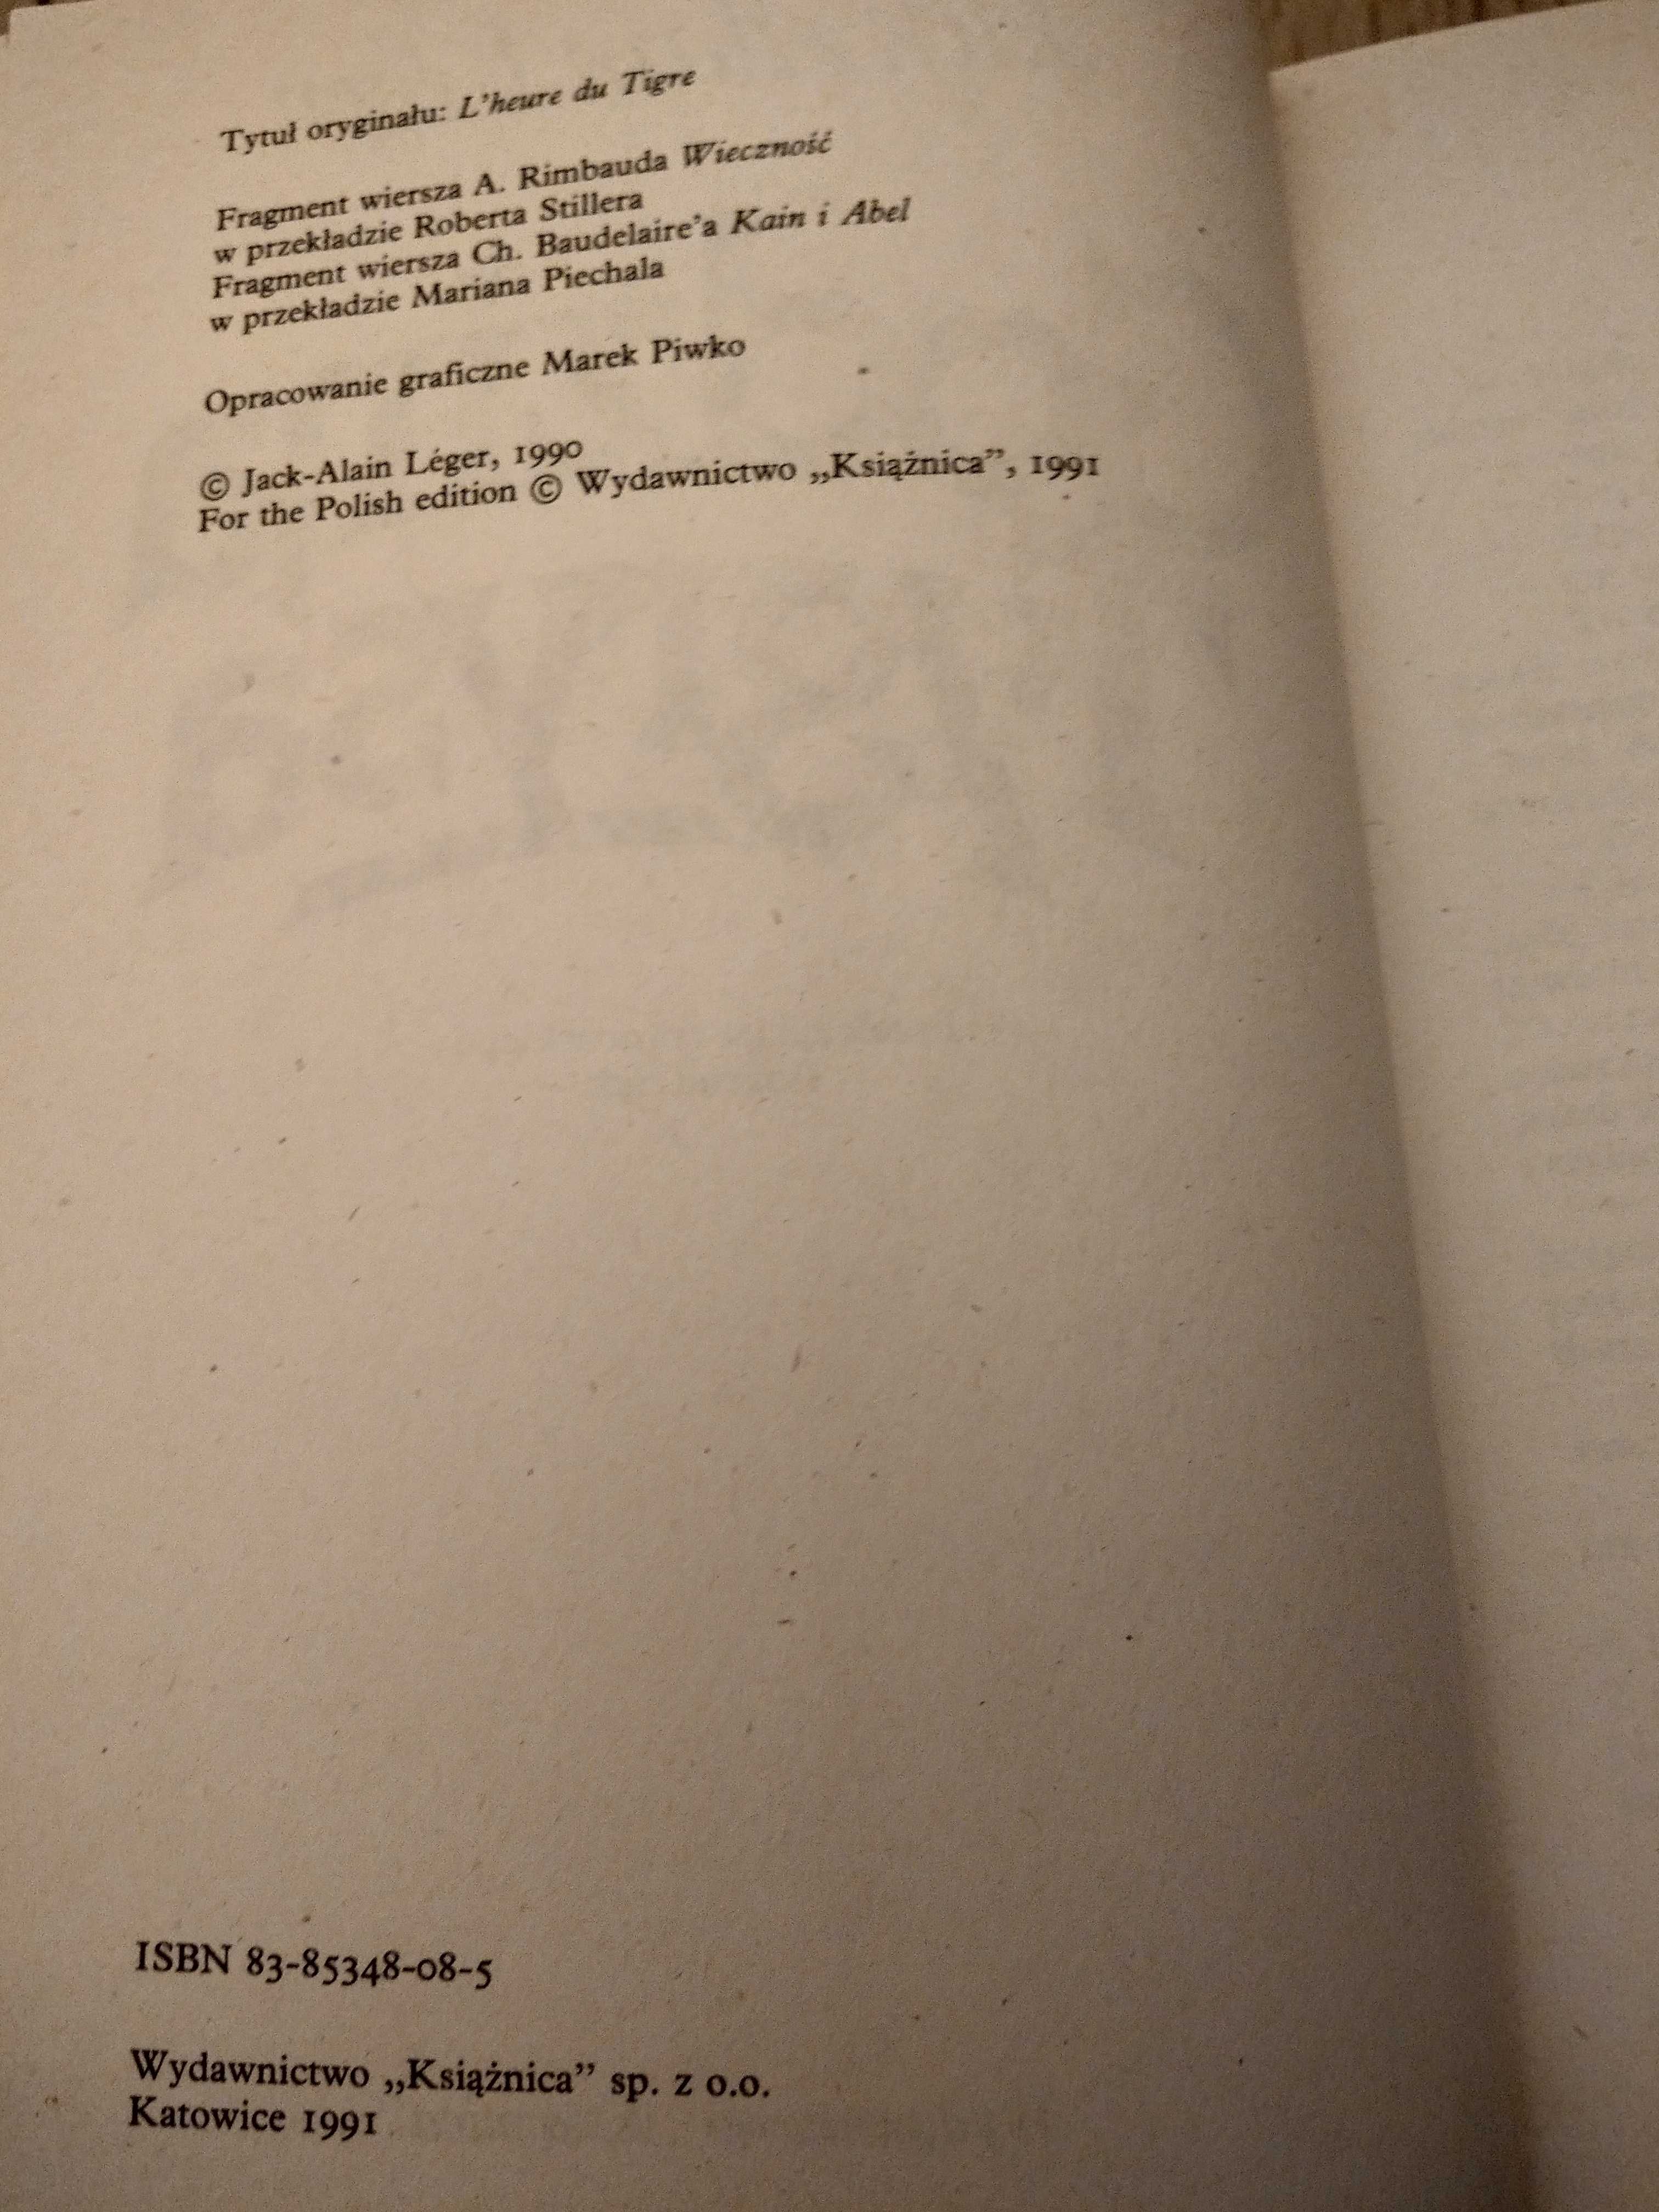 Tytuł oryginału: L'heure du Tigre
Fragment wiersza A. Rimbauda Wieczność
w przekładzie Roberta Stillera
Fragment wiersza Ch. Baudelaire'a Kain i Abel
w przekładzie Mariana Piechala
Opracowanie graficzne Marek Piwko
© Jack-Alain Léger, 1990
For the Polish edition © Wydawnictwo „Książnica”, 1991
ISBN 83-85348-08-5
Wydawnictwo „Książnica” sp. z o.o.
Katowice 1991